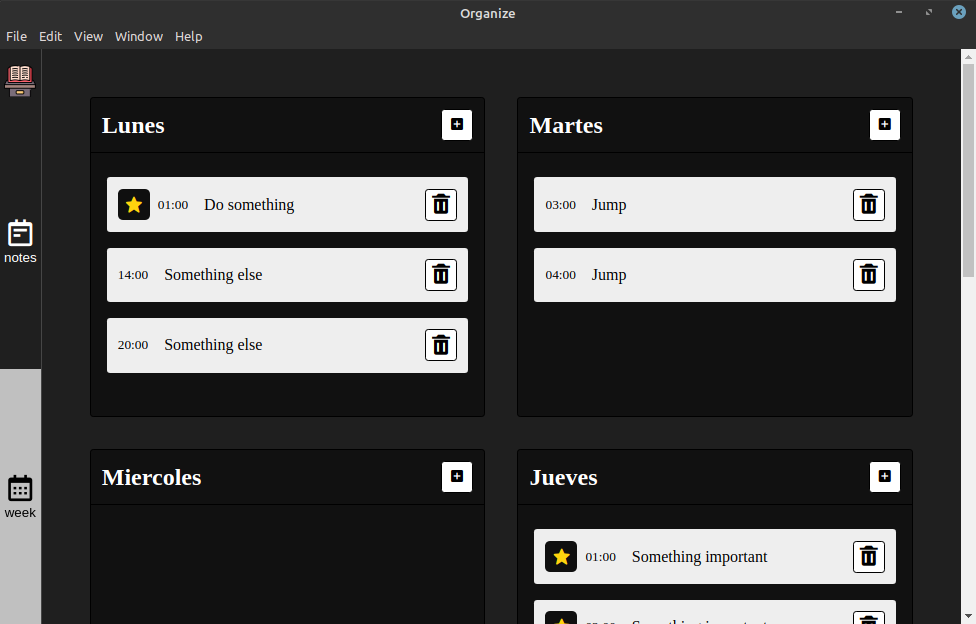 Organize
File Edit View Window Help
notes
week
Lunes
01:00 Do something
14:00 Something else
20:00 Something else
Martes
03:00 Jump
04:00 Jump
Miercoles
Jueves
01:00 Something important